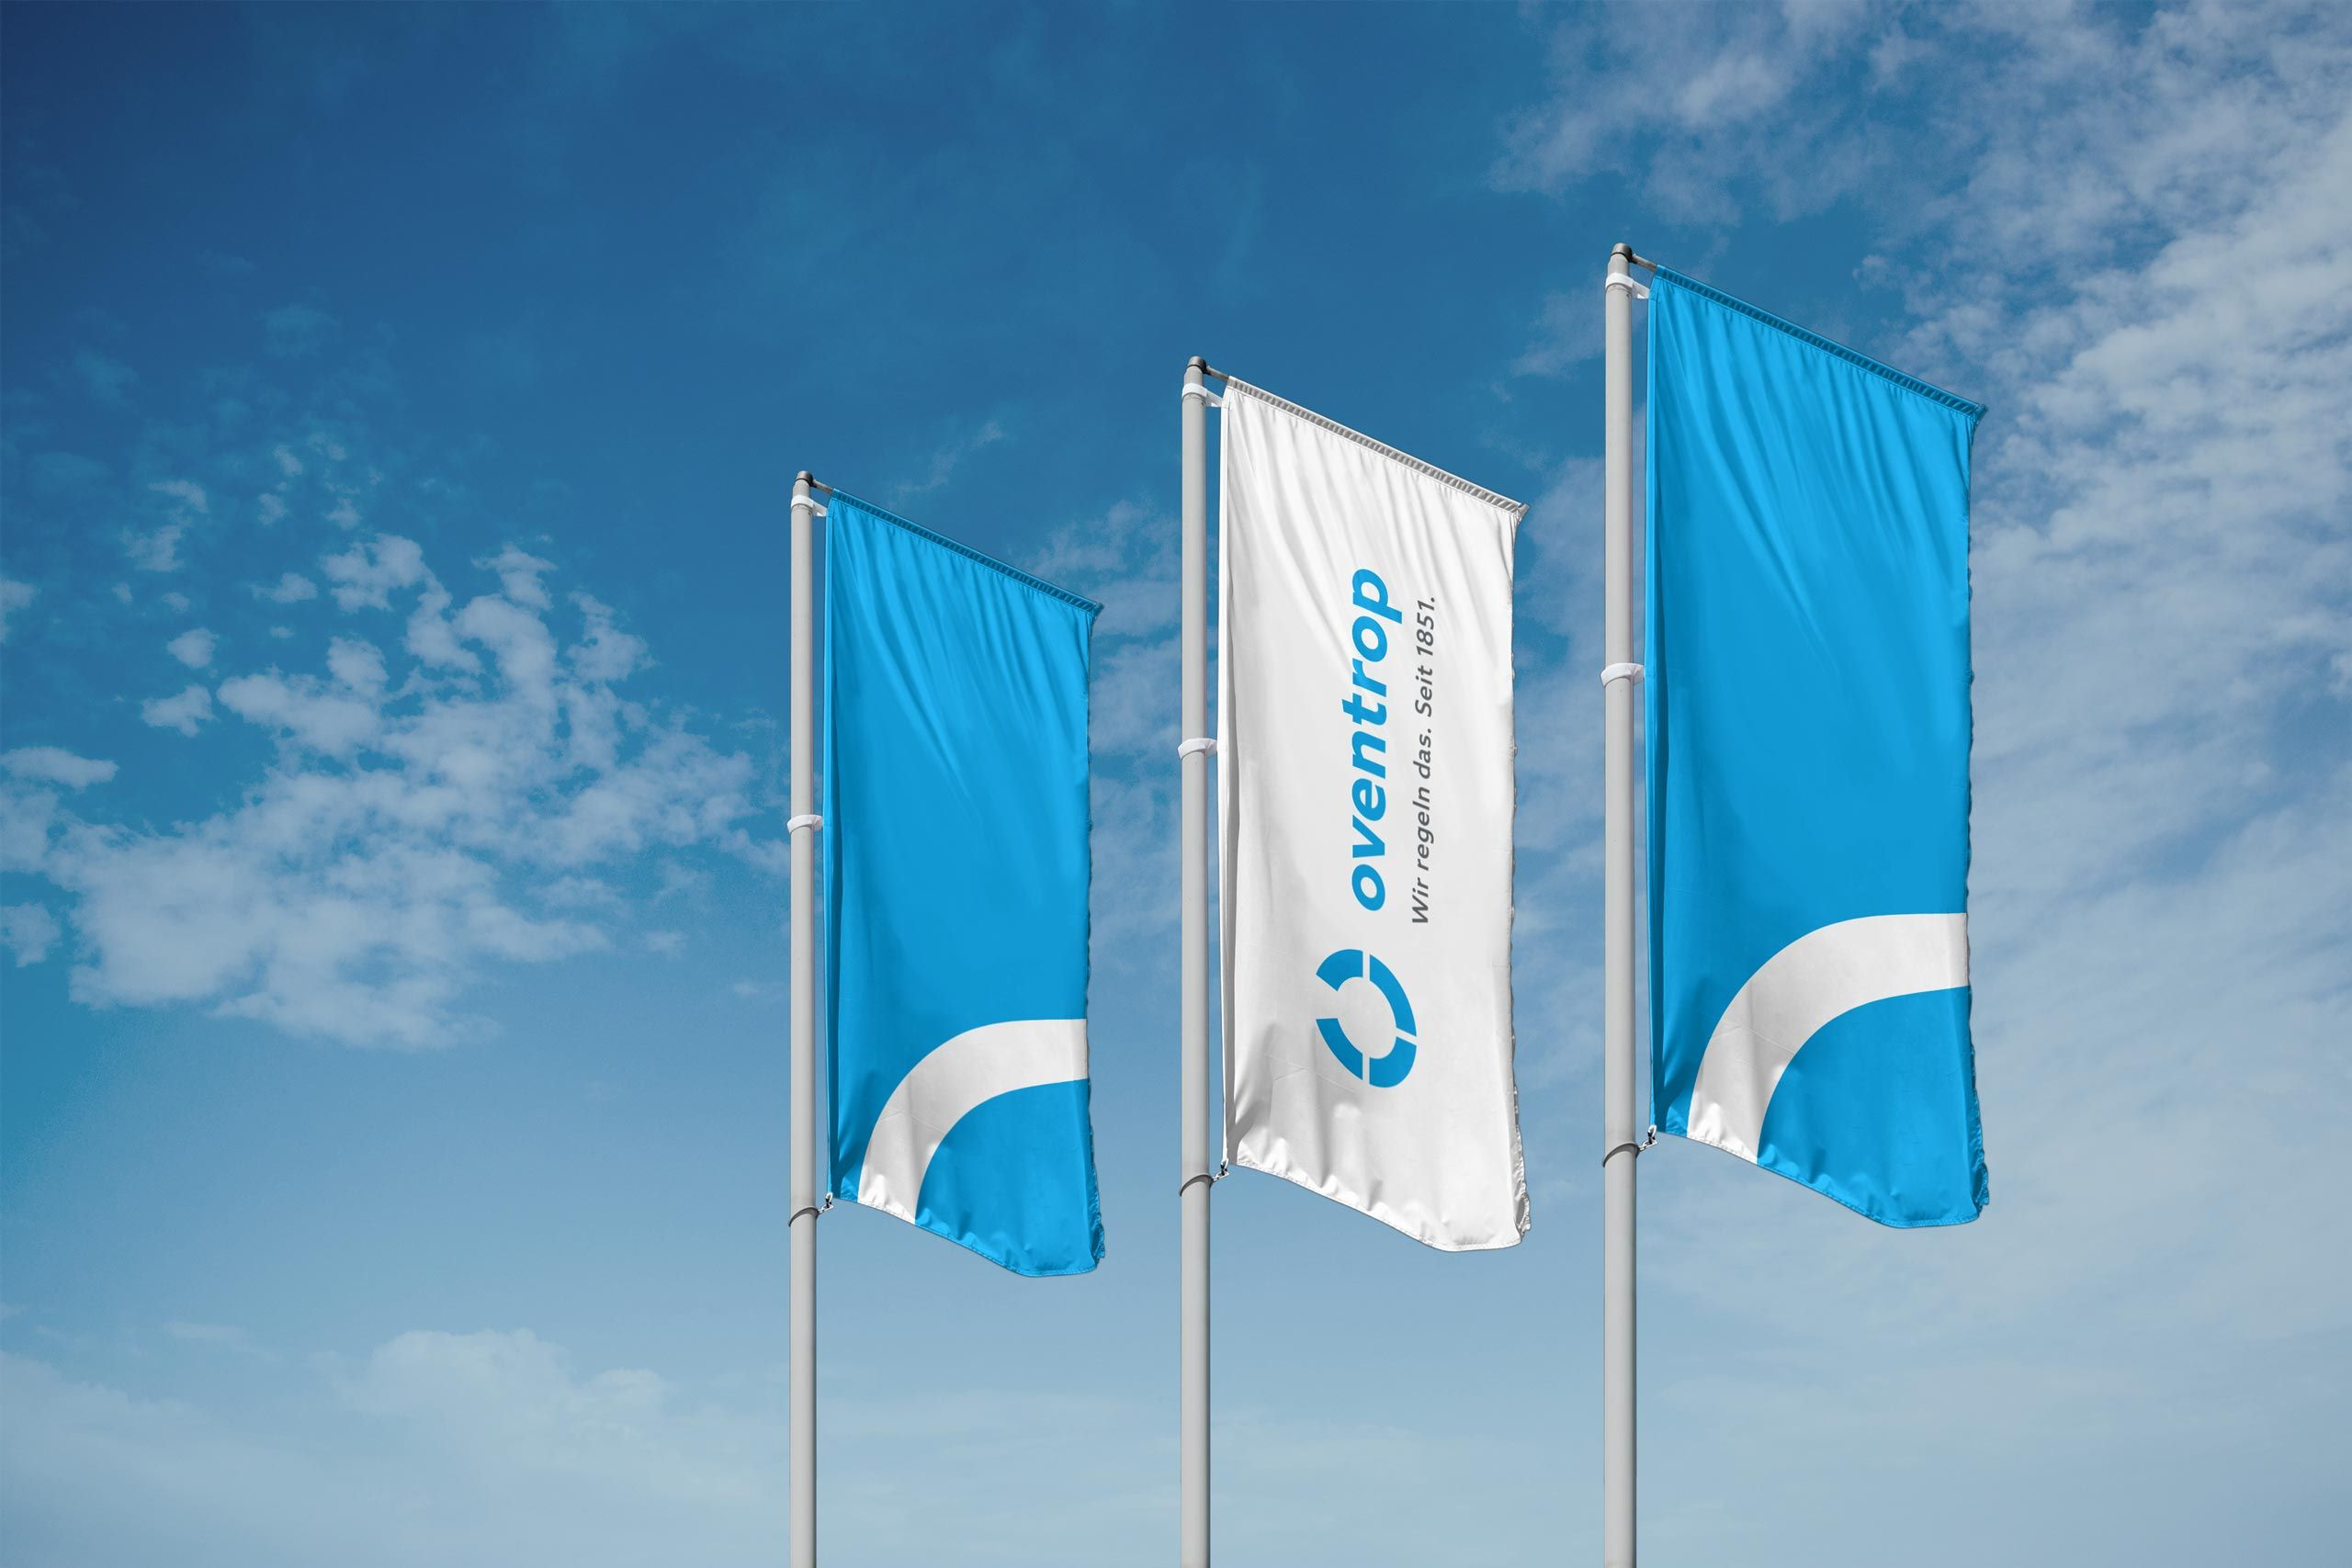 oventrop
Wir regeln das. Seit 1851.